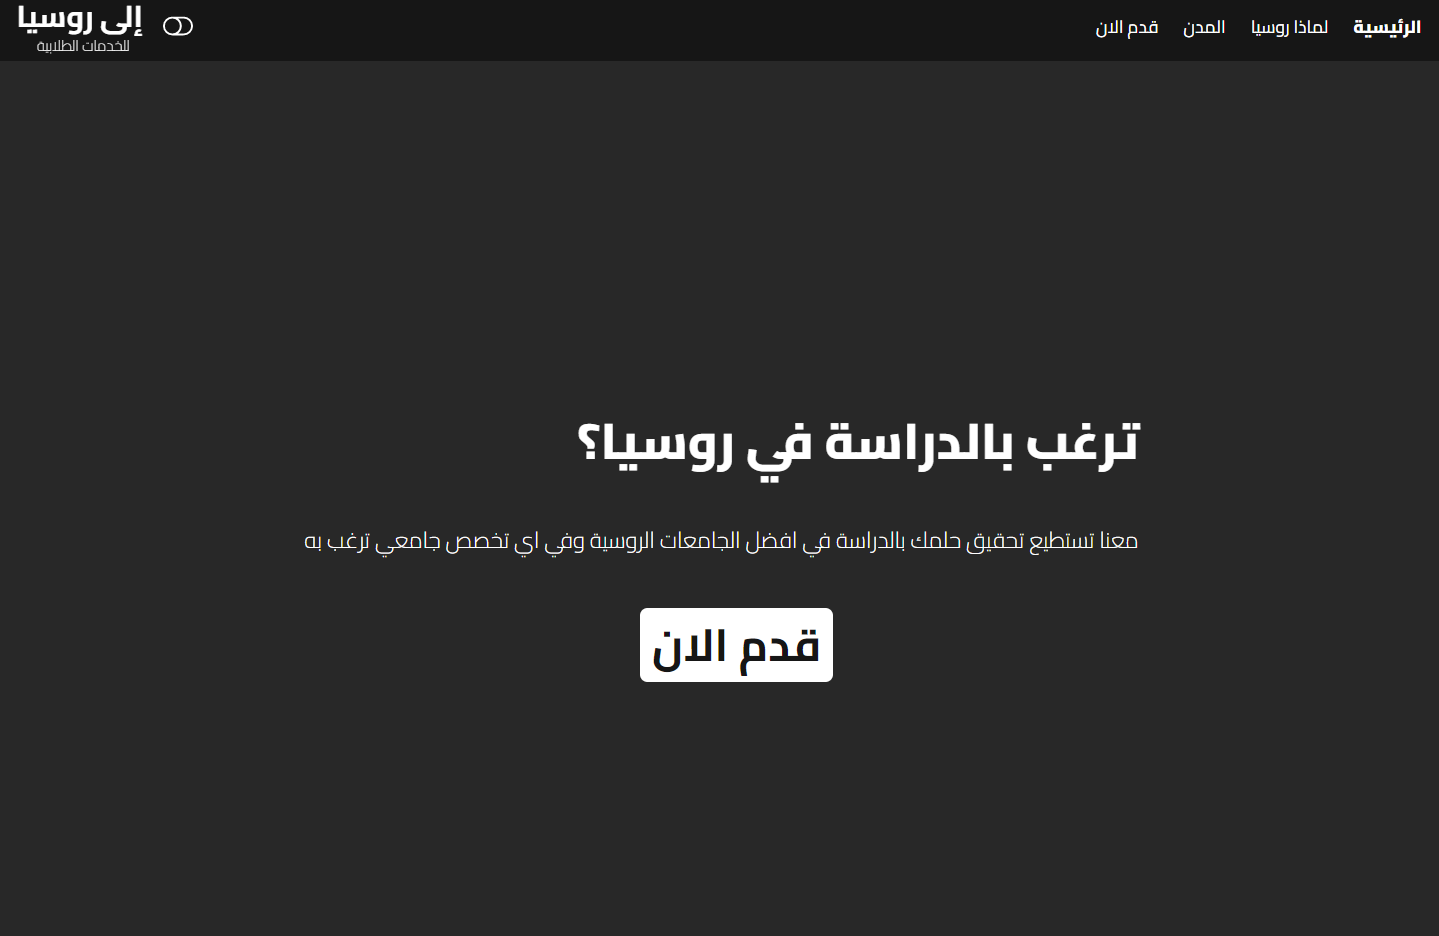 الرئيسية
لماذا روسيا
المدن
قدم الان
إلى روسيا
للخدمات الطلابية
ترغب بالدراسة في روسيا؟
معنا تستطيع تحقيق حلمك بالدراسة في افضل الجامعات الروسية وفي اي تخصص جامعي ترغب به
قدم الان